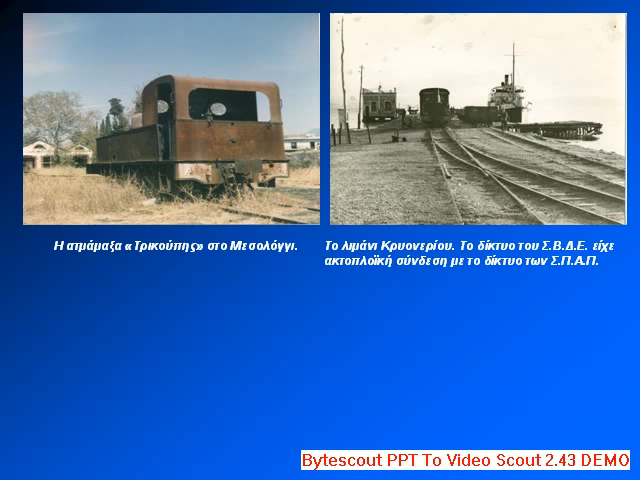 Η ατμάμαξα «Τρικούπης» στο Μεσολόγγι.
Το λιμάνι Κρυονερίου. Το δίκτυο του Σ.Β.Δ.Ε. είχε
ακτοπλοϊκή σύνδεση με το δίκτυο των Σ.Π.Α.Π.
Bytescout PPT To Video Scout 2.43 DEMO